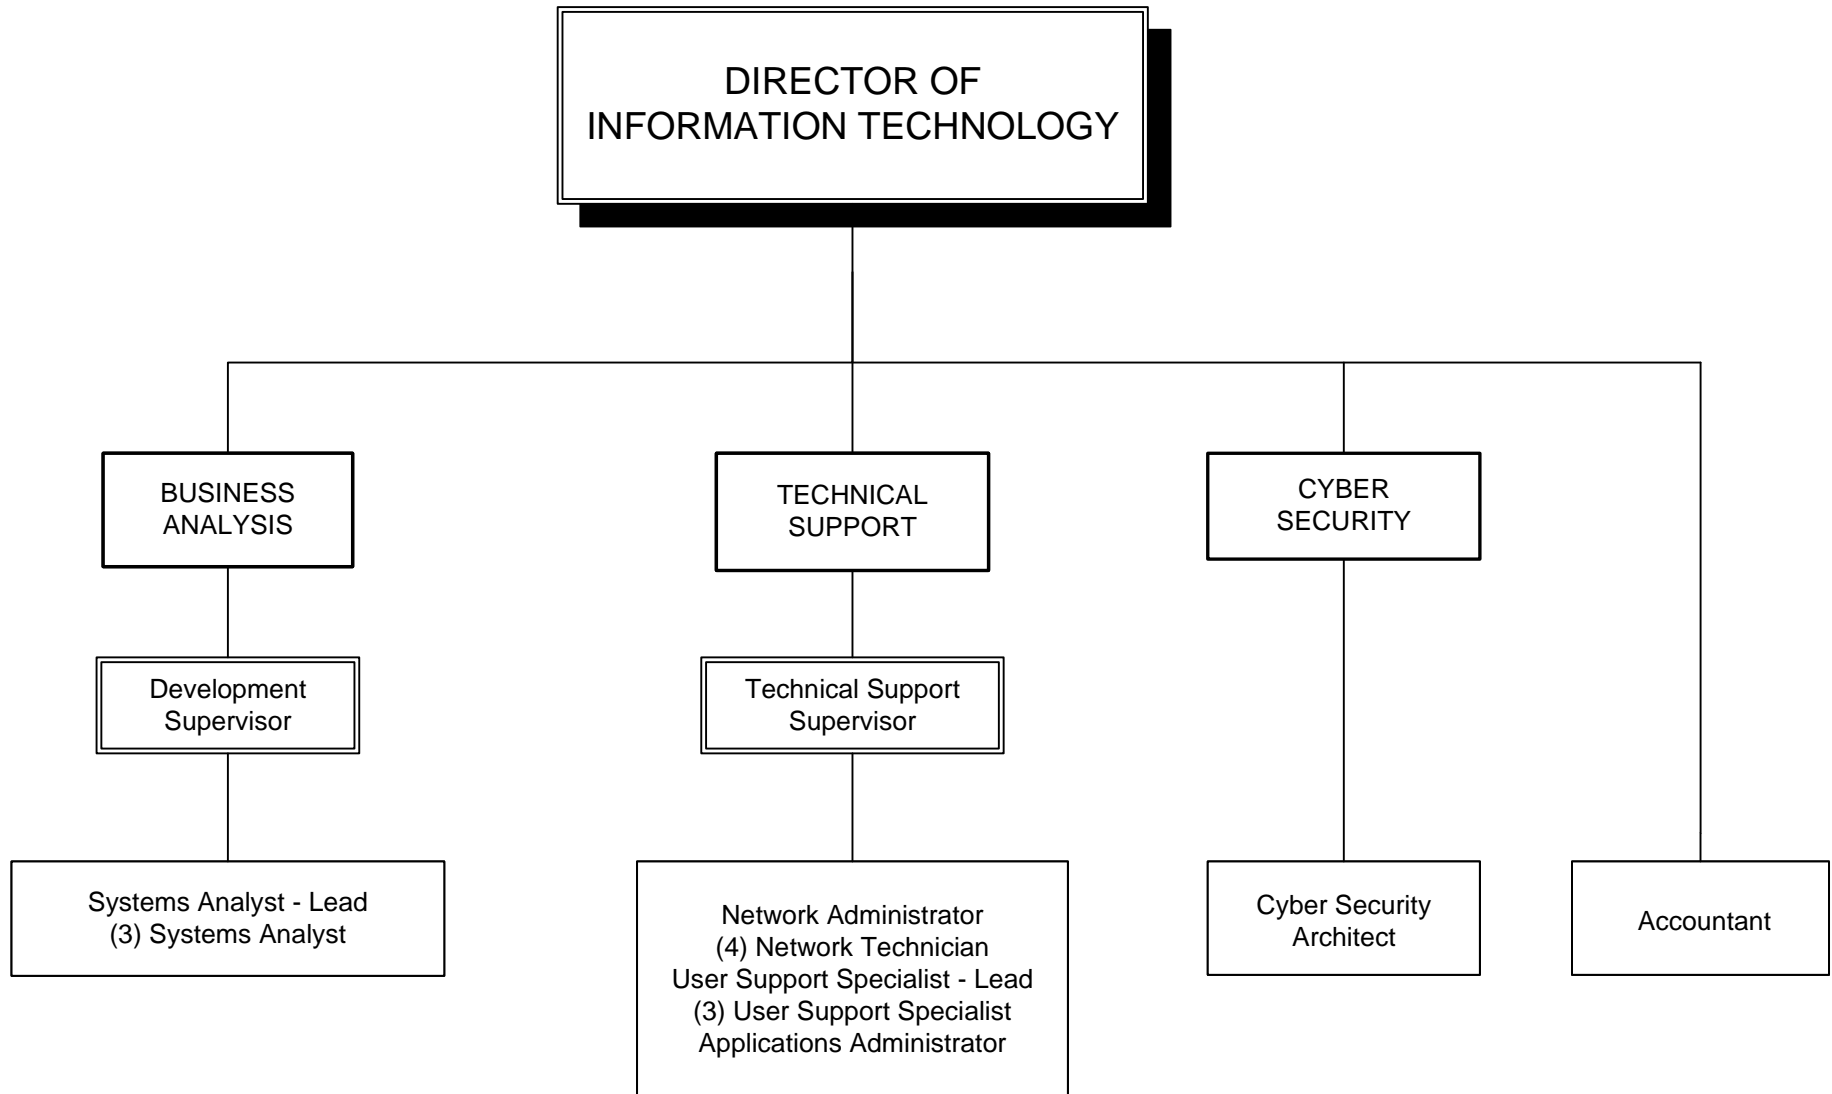 DIRECTOR OF
INFORMATION TECHNOLOGY
BUSINESS
ANALYSIS
TECHNICAL
SUPPORT
CYBER
SECURITY
Development
Supervisor
Technical Support
Supervisor
Systems Analyst - Lead
(3) Systems Analyst
Network Administrator
(4) Network Technician
User Support Specialist - Lead
(3) User Support Specialist
Applications Administrator
Cyber Security
Architect
Accountant